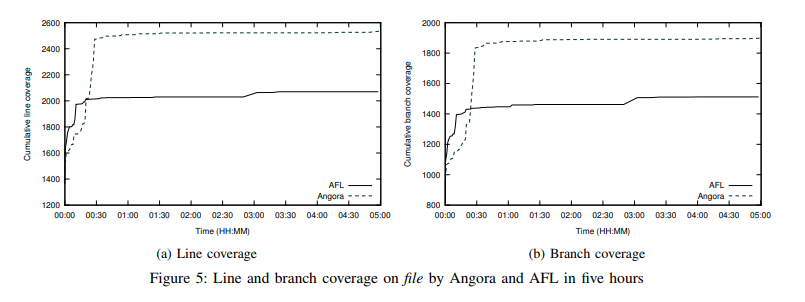 2600
2400
2200
2000
1800
1600
1400
1200
Cumulative line coverage
AFL
Angora
00:00 00:30 01:00 01:30 02:00 02:30 03:00 03:30 04:00 04:30 05:00
Time (HH:MM)
(a) Line coverage
2000
1800
1600
1400
1200
1000
800
Cumulative branch coverage
AFL
Angora
00:00 00:30 01:00 01:30 02:00 02:30 03:00 03:30 04:00 04:30 05:00
Time (HH:MM)
(b) Branch coverage
Figure 5: Line and branch coverage on file by Angora and AFL in five hours